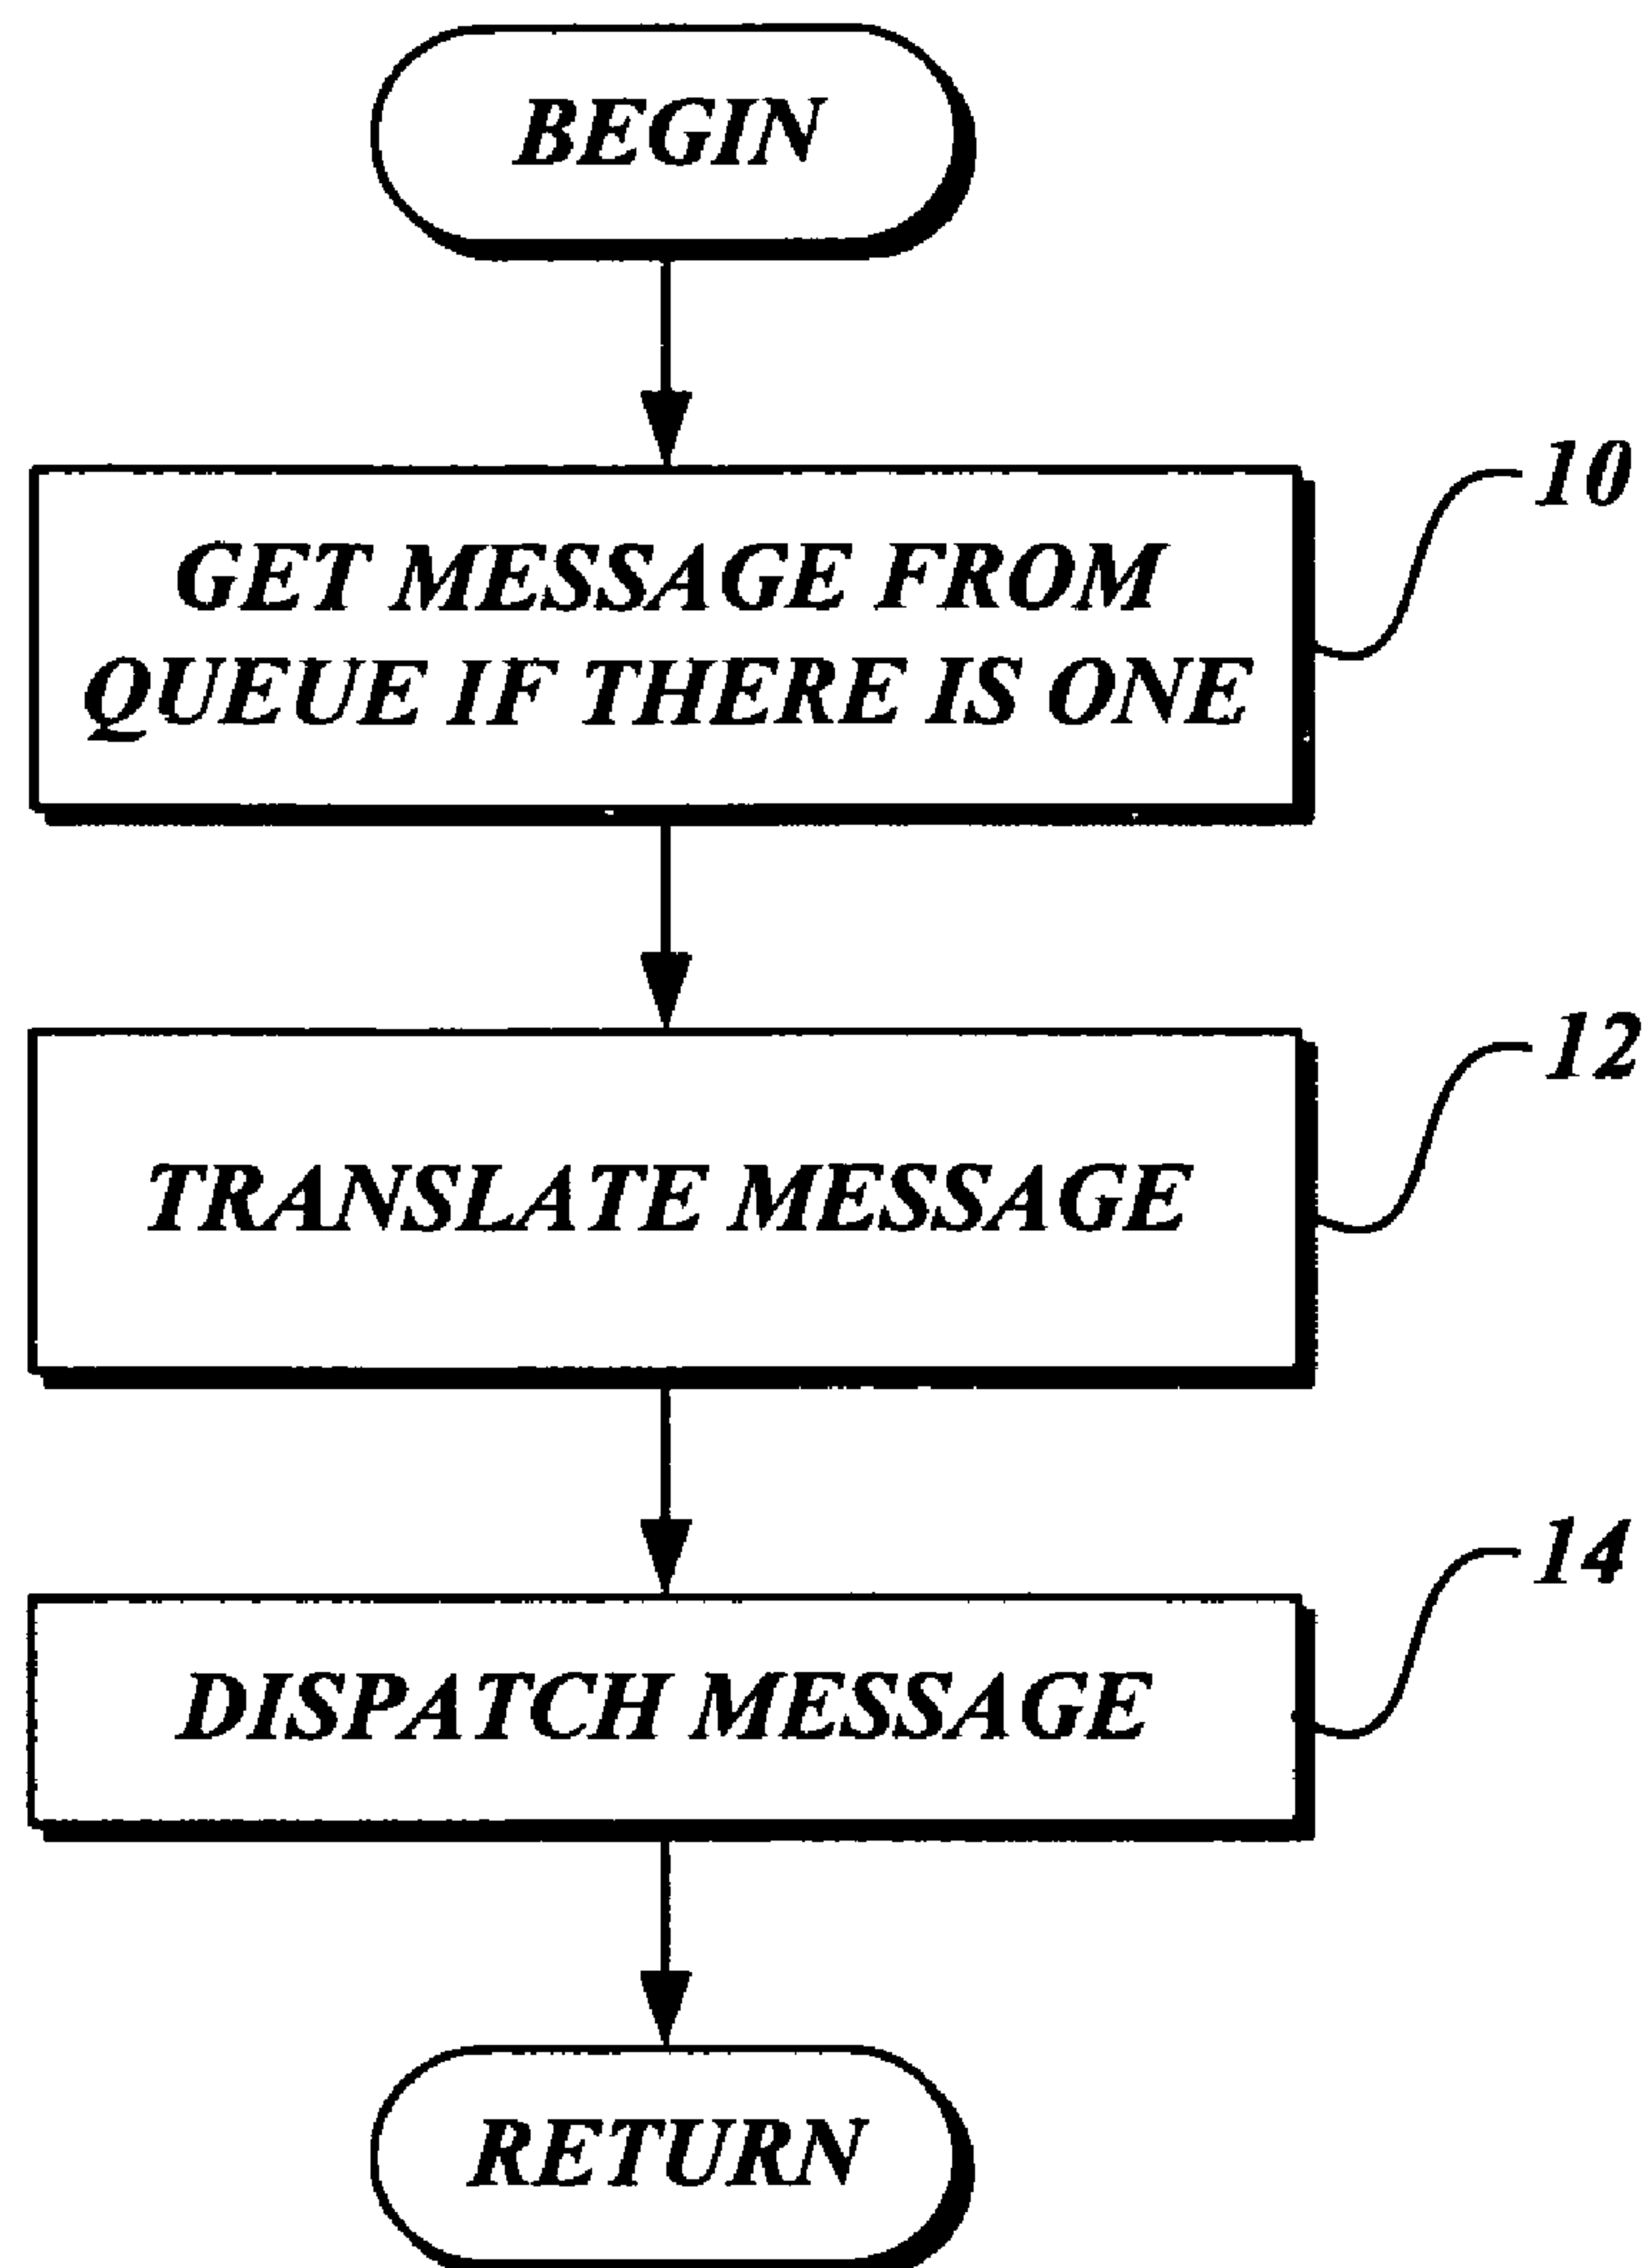 BEGIN
10
GET MESSAGE FROM
QUEUE IF THERE IS ONE
12
TRANSLATE MESSAGE
14
DISPATCH MESSAGE
RETURN